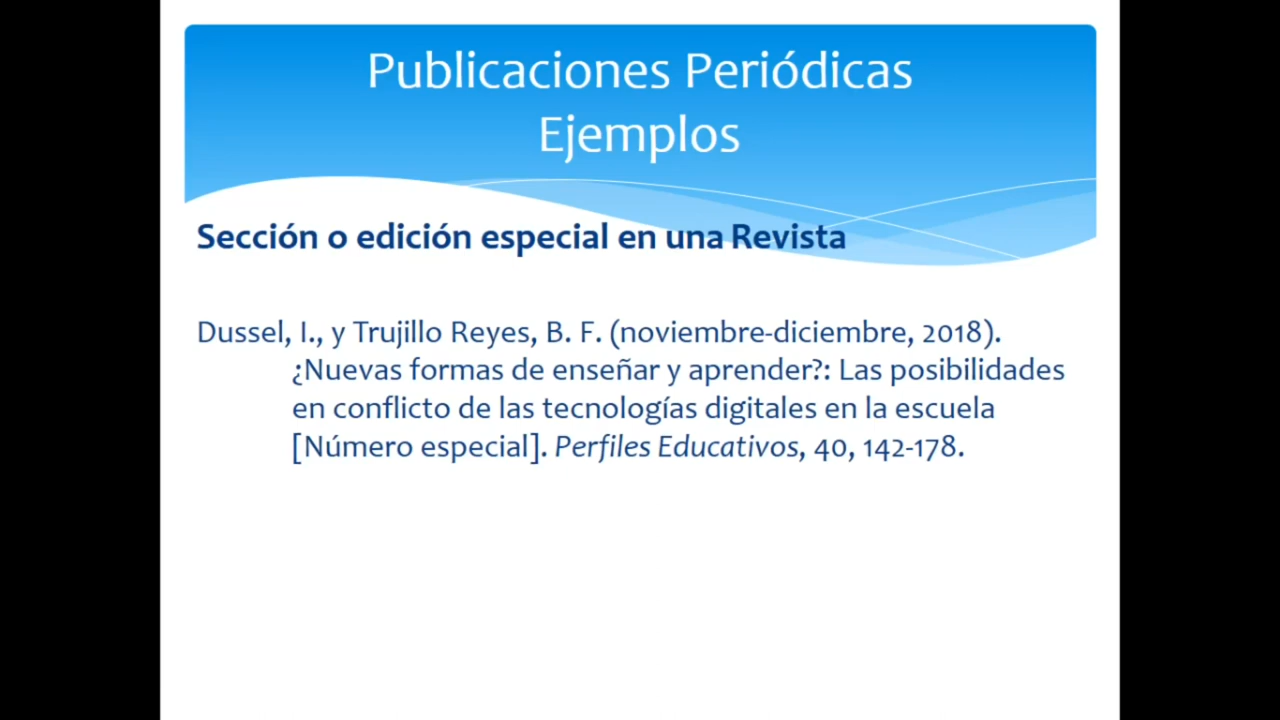 Publicaciones Periódicas
Ejemplos
Sección o edición especial en una Revista
Dussel, I., y Trujillo Reyes, B. F. (noviembre-diciembre, 2018).
¿Nuevas formas de enseñar y aprender?: Las posibilidades
en conflicto de las tecnologías digitales en la escuela
[Número especial]. Perfiles Educativos, 40, 142-178.